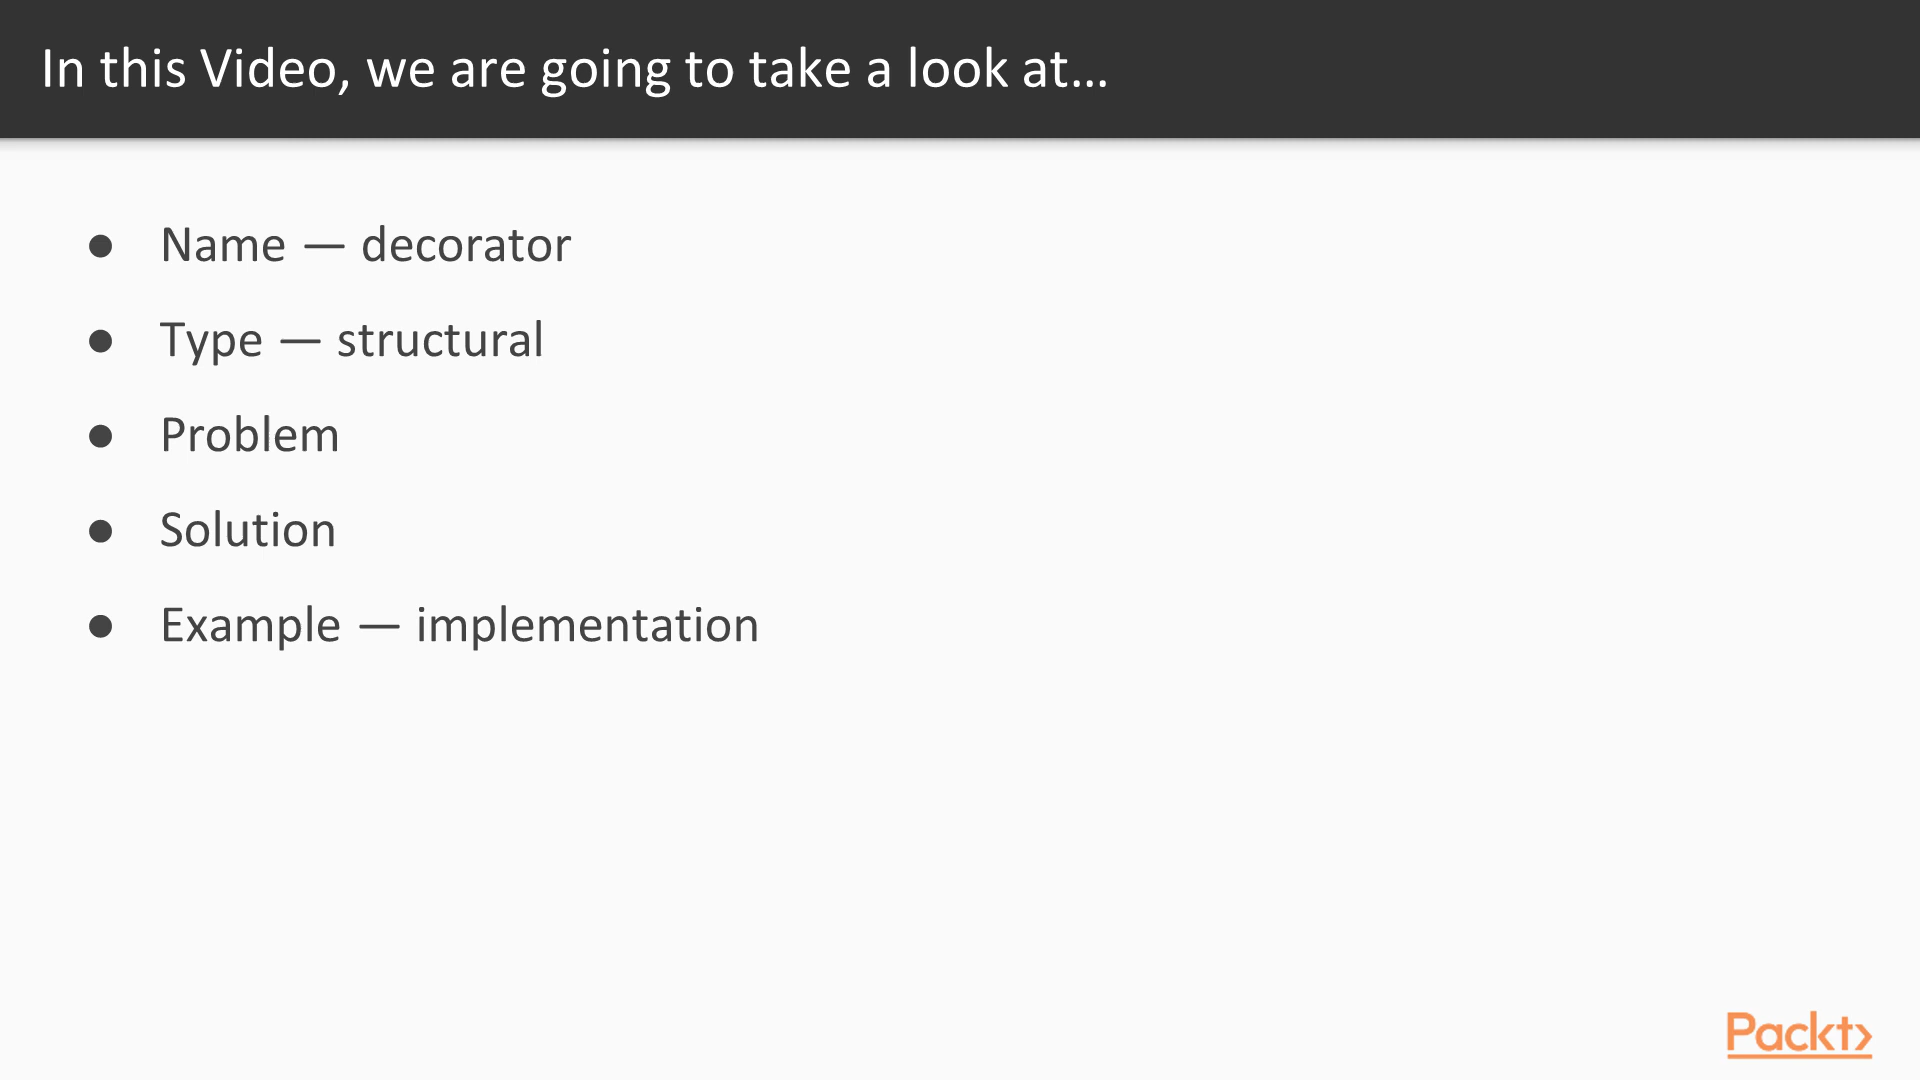 In this Video, we are going to take a look at...
● Name — decorator
● Type — structural
● Problem
● Solution
● Example — implementation
Packt>